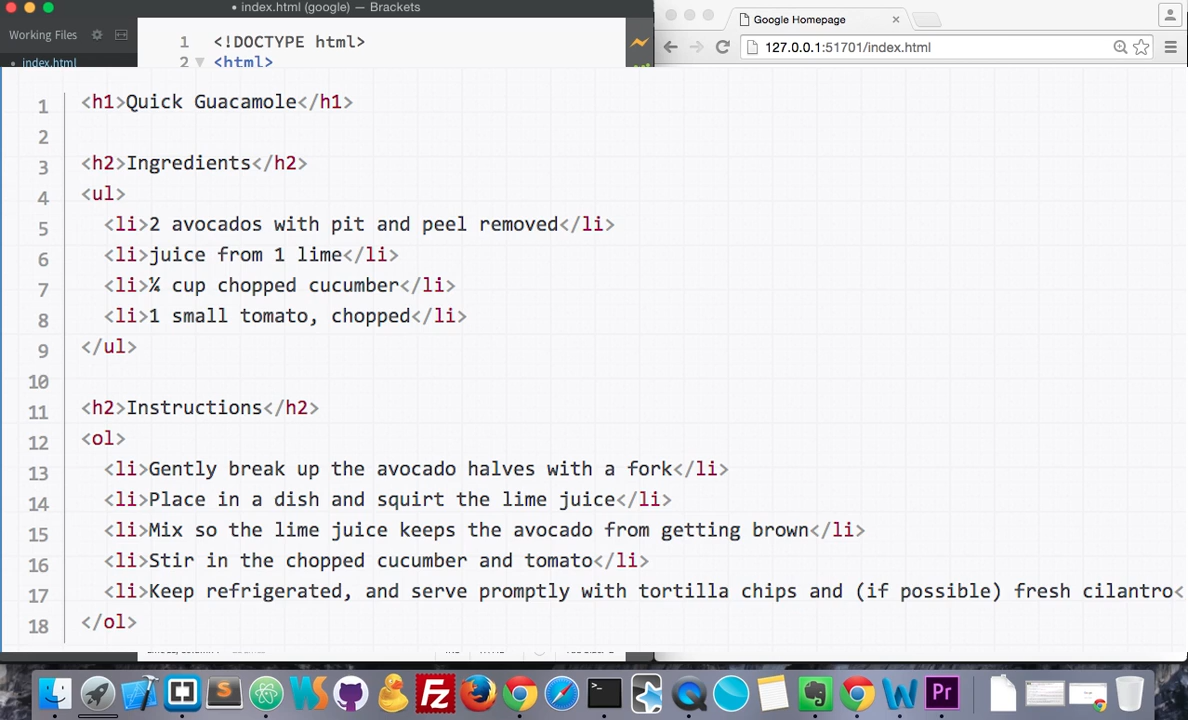 • index.html (google) — Brackets
Google Homepage
Working Files
127.0.0.1:51701/index.html
• index.html
1 <!DOCTYPE html>
2 <html>
1 <h1>Quick Guacamole</h1>
2
3 <h2>Ingredients</h2>
4 <ul>
5 <li>2 avocados with pit and peel removed</li>
6 <li>juice from 1 lime</li>
7 <li>¼ cup chopped cucumber</li>
8 <li>1 small tomato, chopped</li>
9 </ul>
10
11 <h2>Instructions</h2>
12 <ol>
13 <li>Gently break up the avocado halves with a fork</li>
14 <li>Place in a dish and squirt the lime juice</li>
15 <li>Mix so the lime juice keeps the avocado from getting brown</li>
16 <li>Stir in the chopped cucumber and tomato</li>
17 <li>Keep refrigerated, and serve promptly with tortilla chips and (if possible) fresh cilantro<
18 </ol>
S
WS
Fz
W
Pr